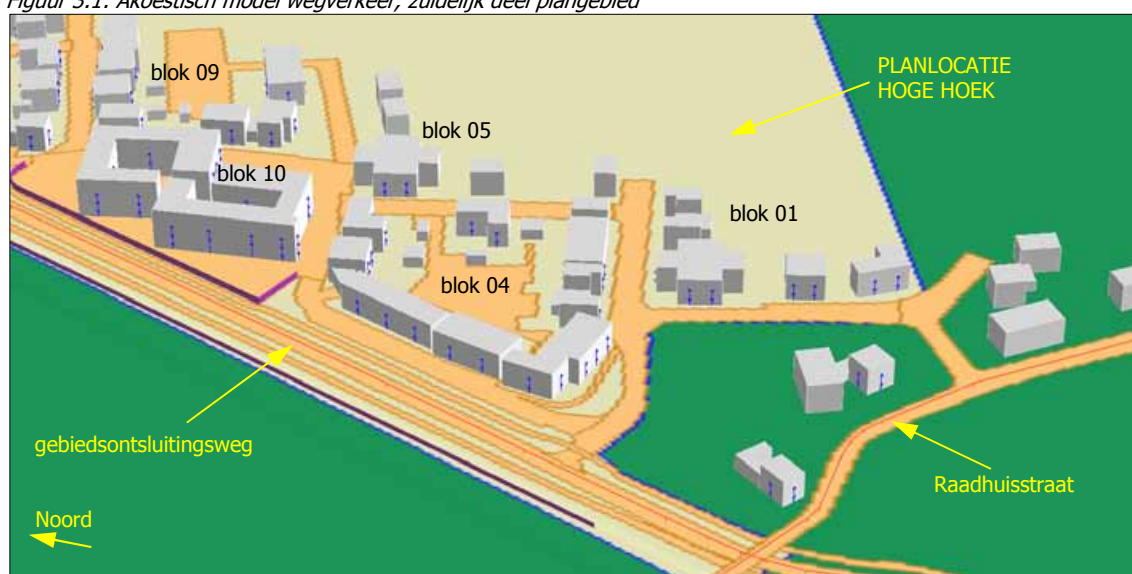 Figuur 3.1: Akoestisch model wegverkeer, zuidelijk deel plangebied
blok 09
PLANLOCATIE
HOGE HOEK
blok 05
blok 10
blok 01
blok 04
gebiedsontsluitingsweg
Raadhuisstraat
Noord